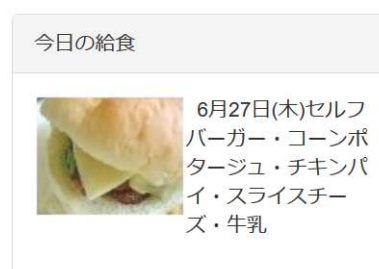 今日の給食
6月27日(木)セルフ
バーガー・コーンポ
タージュ・チキンパ
イ・スライスチー
ズ・牛乳